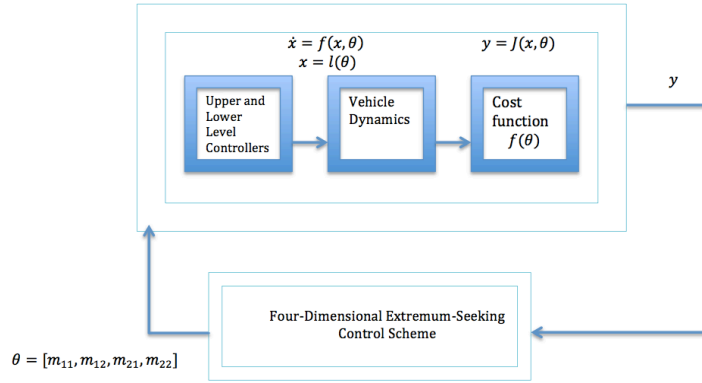 ẋ = f(x, θ)
x = l(θ)
y = J(x, θ)
y
Upper and
Lower
Level
Controllers
Vehicle
Dynamics
Cost
function
f(θ)
Four-Dimensional Extremum-Seeking
Control Scheme
θ = [m₁₁, m₁₂, m₂₁, m₂₂]